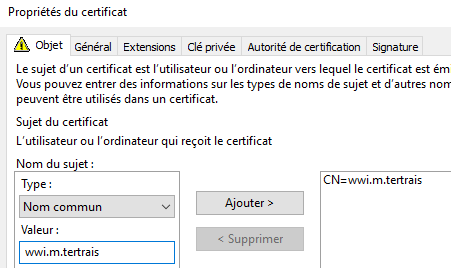 Propriétés du certificat
Objet Général Extensions Clé privée Autorité de certification Signature
Le sujet d’un certificat est l’utilisateur ou l’ordinateur vers lequel le certificat est ém
Vous pouvez entrer des informations sur les types de noms de sujet et d’autres nom
peuvent être utilisés dans un certificat.
Sujet du certificat
L’utilisateur ou l’ordinateur qui reçoit le certificat
Nom du sujet :
Type :
Nom commun
Valeur :
wwi.m.tertrais
Ajouter >
< Supprimer
CN=wwi.m.tertrais